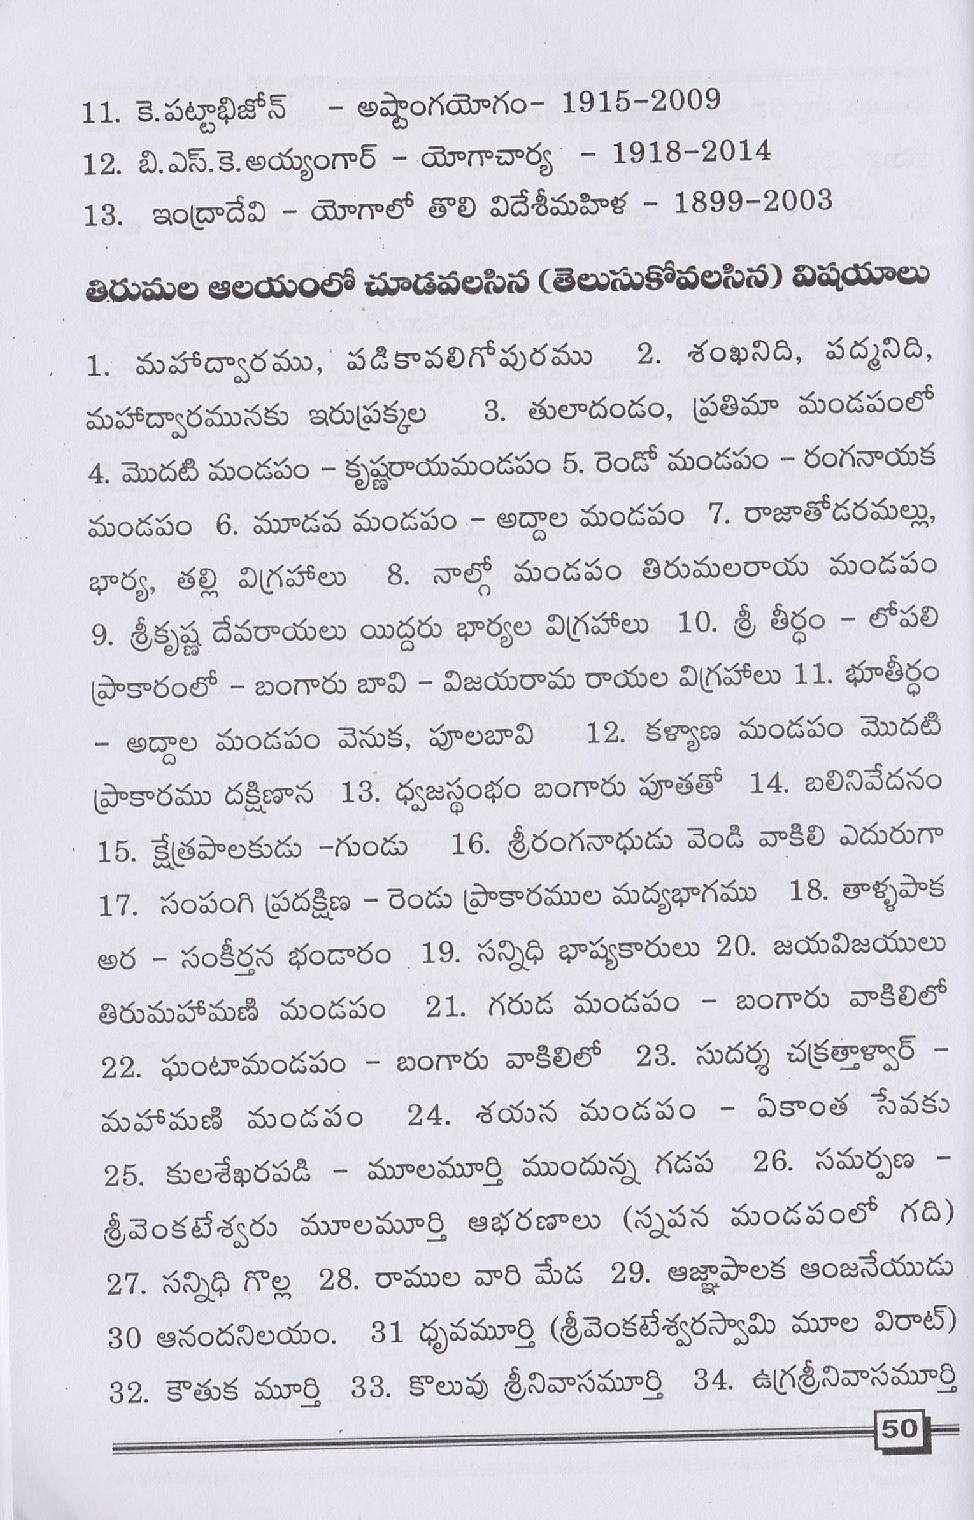 11. కె.పట్టాభిజోన్ - అష్టాంగయోగం- 1915-2009
12. బి.ఎస్.కె.అయ్యంగార్ - యోగాచార్య - 1918-2014
13. ఇంద్రాదేవి - యోగాలో తొలి విదేశీమహిళ - 1899-2003
తిరుమల ఆలయంలో చూడవలసిన (తెలుసుకోవలసిన) విషయాలు
1. మహాద్వారము, పడికావలిగోపురము 2. శంఖనిది, పద్మనిది,
మహాద్వారమునకు ఇరుప్రక్కల 3. తులాదండం, ప్రతిమా మండపంలో
4. మొదటి మండపం - కృష్ణరాయమండపం 5. రెండో మండపం - రంగనాయక
మండపం 6. మూడవ మండపం - అద్దాల మండపం 7. రాజాతోడరమల్లు,
భార్య, తల్లి విగ్రహాలు 8. నాల్గో మండపం తిరుమలరాయ మండపం
9. శ్రీకృష్ణ దేవరాయలు యిద్దరు భార్యల విగ్రహాలు 10. శ్రీ తీర్ధం - లోపలి
ప్రాకారంలో - బంగారు బావి - విజయరామ రాయల విగ్రహాలు 11. భూతీర్ధం
- అద్దాల మండపం వెనుక, పూలబావి 12. కళ్యాణ మండపం మొదటి
ప్రాకారము దక్షిణాన 13. ధ్వజస్థంభం బంగారు పూతతో 14. బలినివేదనం
15. క్షేత్రపాలకుడు -గుండు 16. శ్రీరంగనాధుడు వెండి వాకిలి ఎదురుగా
17. సంపంగి ప్రదక్షిణ - రెండు ప్రాకారముల మద్యభాగము 18. తాళ్ళపాక
అర - సంకీర్తన భండారం 19. సన్నిధి భాష్యకారులు 20. జయవిజయులు
తిరుమహామణి మండపం 21. గరుడ మండపం - బంగారు వాకిలిలో
22. ఘంటామండపం - బంగారు వాకిలిలో 23. సుదర్శ చక్రత్తాళ్వార్ -
మహామణి మండపం 24. శయన మండపం - ఏకాంత సేవకు
25. కులశేఖరపడి - మూలమూర్తి ముందున్న గడప 26. సమర్పణ -
శ్రీవెంకటేశ్వరు మూలమూర్తి ఆభరణాలు (స్నపన మండపంలో గది)
27. సన్నిధి గొల్ల 28. రాముల వారి మేడ 29. ఆజ్ఞాపాలక ఆంజనేయుడు
30 ఆనందనిలయం. 31 ధృవమూర్తి (శ్రీవెంకటేశ్వరస్వామి మూల విరాట్)
32. కౌతుక మూర్తి 33. కొలువు శ్రీనివాసమూర్తి 34. ఉగ్రశ్రీనివాసమూర్తి
50